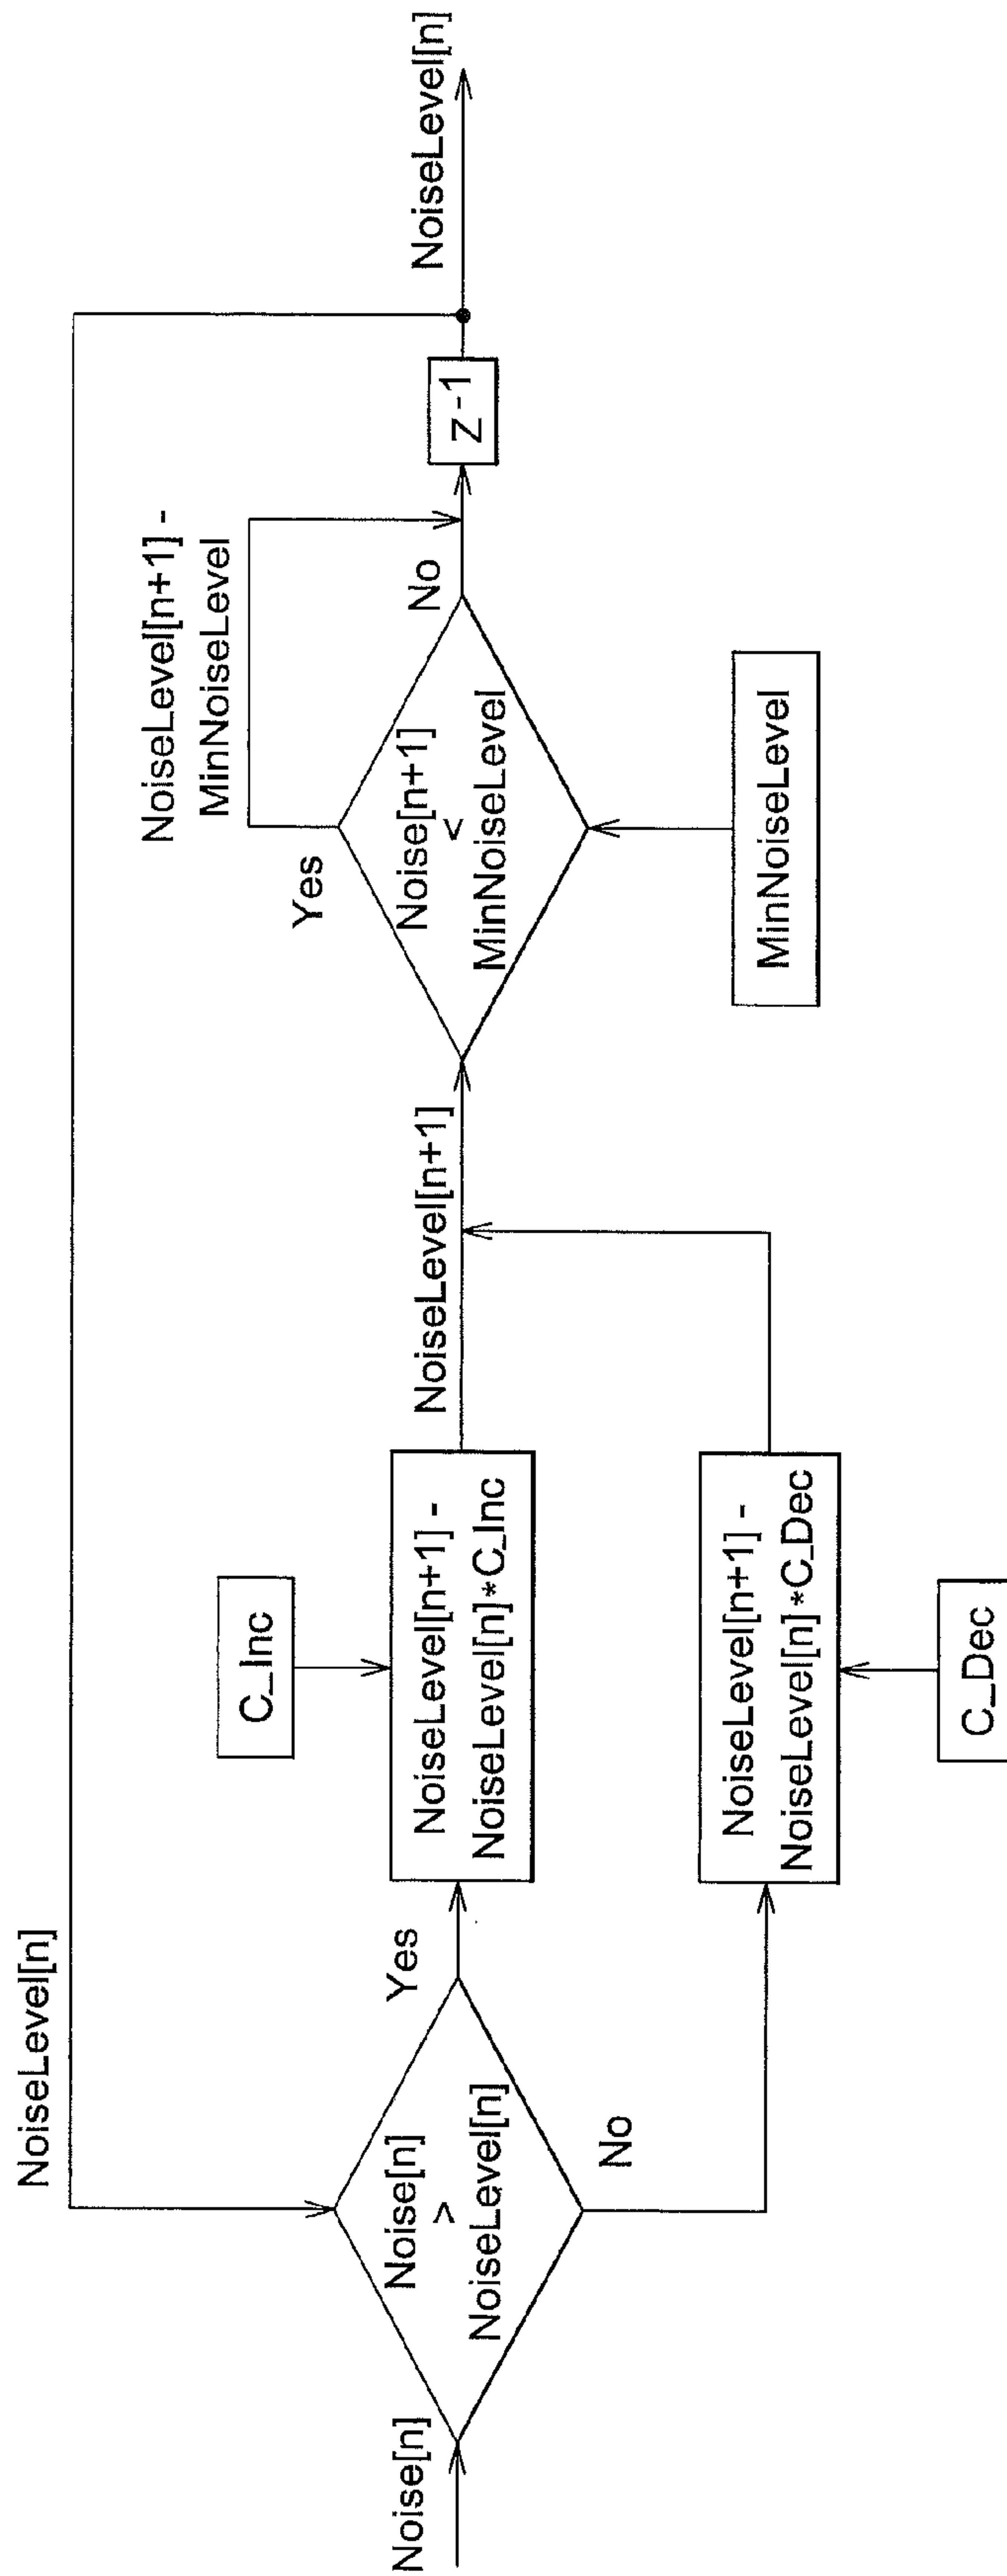 NoiseLevel[n]
Noise[n]
Noise[n]
>
NoiseLevel[n]
Yes
No
C_Inc
NoiseLevel[n+1] -
NoiseLevel[n]*C_Inc
NoiseLevel[n+1] -
NoiseLevel[n]*C_Dec
C_Dec
NoiseLevel[n+1]
Yes
Noise[n+1]
<
MinNoiseLevel
MinNoiseLevel
NoiseLevel[n+1] -
MinNoiseLevel
No
z -1
NoiseLevel[n]